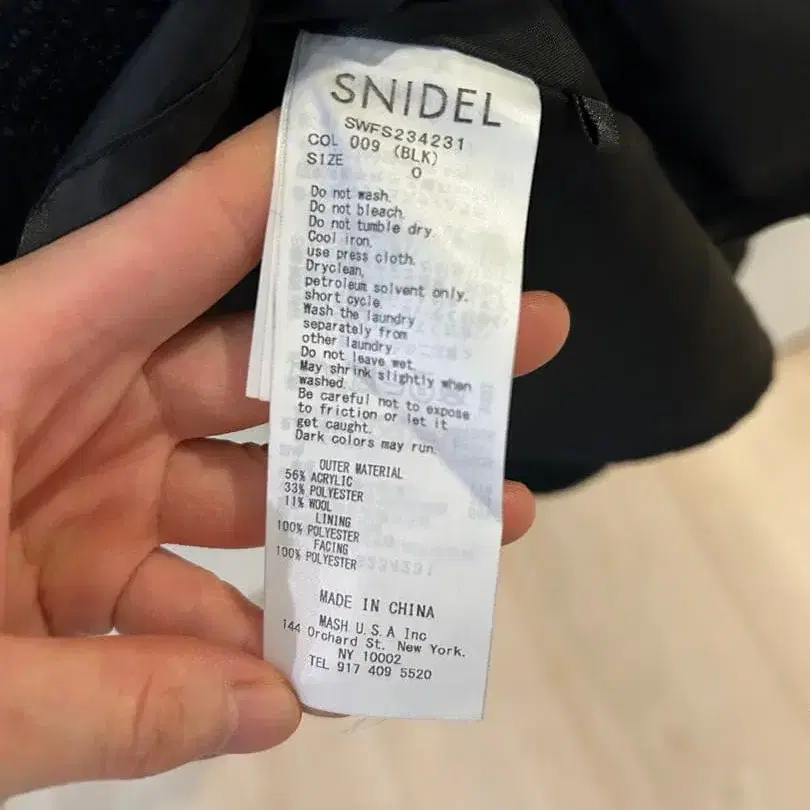 SNIDEL
SWFS234231
COL 009 (BLK)
SIZE 0
Do not wash.
Do not bleach.
Do not tumble dry.
Cool iron.
use press cloth.
Dryclean,
petroleum solvent only.
short cycle.
Wash the laundry
separately from
other laundry.
Do not leave wet.
May shrink slightly when
washed.
Be careful not to expose
to friction or let it
get caught.
Dark colors may run.
OUTER MATERIAL
56% ACRYLIC
33% POLYESTER
11% WOOL
LINING
100% POLYESTER
FACING
100% POLYESTER
MADE IN CHINA
MASH U.S.A Inc
144 Orchard St. New York.
NY 10002
TEL 917 409 5520